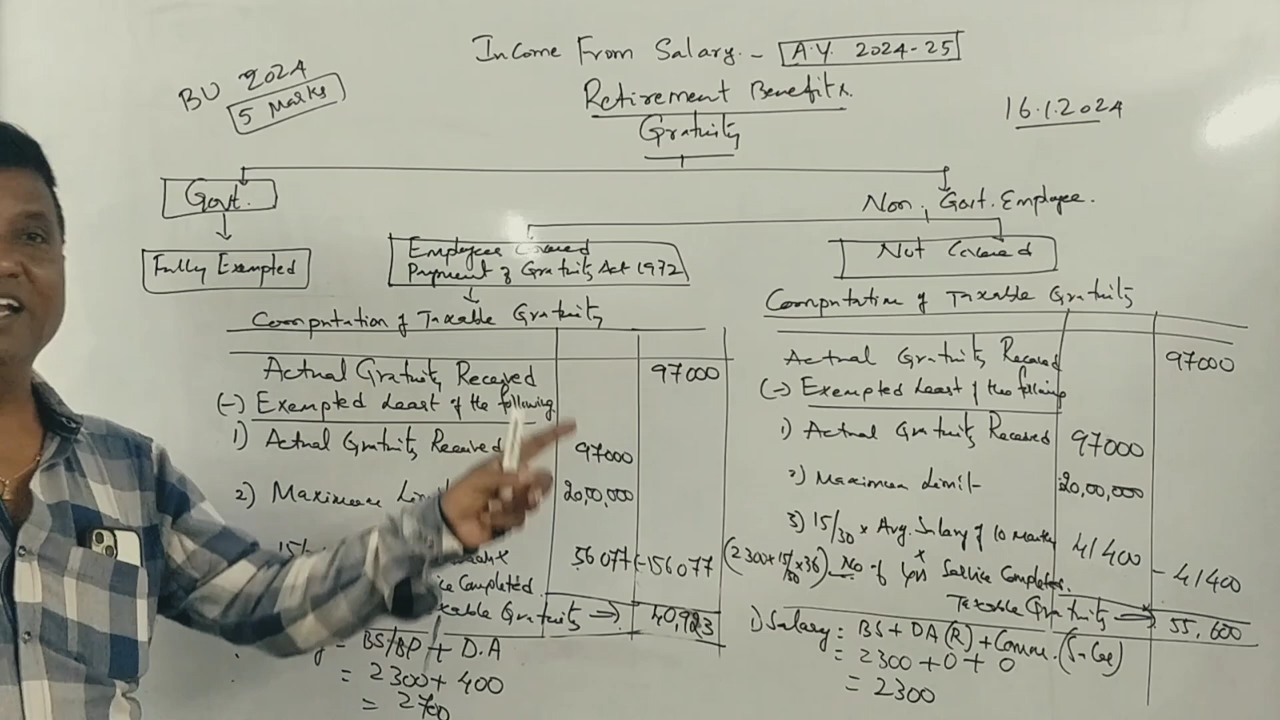 Income From Salary. - A.Y. 2024-25
BU 2024
5 Marks
Retirement Benefits.
16.1.2024
Gratuity
Govt.
Non, Govt. Employee.
Fully Exempted
Employees Covered
Payment of Gratuity Act 1972
Not Covered
Computation of Taxable Gratuity
Actual Gratuity Received 97000
(-) Exempted Least of the following
1) Actual Gratuity Received 97000
2) Maximum 20,00,000
15/ 56077 - 56077
Completed
Gratuity → 40,923
= BS/BP + D.A
= 2300 + 400
= 2700
Computation of Taxable Gratuity
Actual Gratuity Received 97000
(-) Exempted Least of the following
1) Actual Gratuity Received 97000
2) Maximum Limit 20,00,000
3) 15/30 x Avg. Salary of 10 x 41400
(2300x15/30x36) No of yrs Service Completed. - 41400
Taxable Gratuity → 55,600
1) Salary = BS + DA (R) + Comm. (
= 2300 + 0 + 0
= 2300